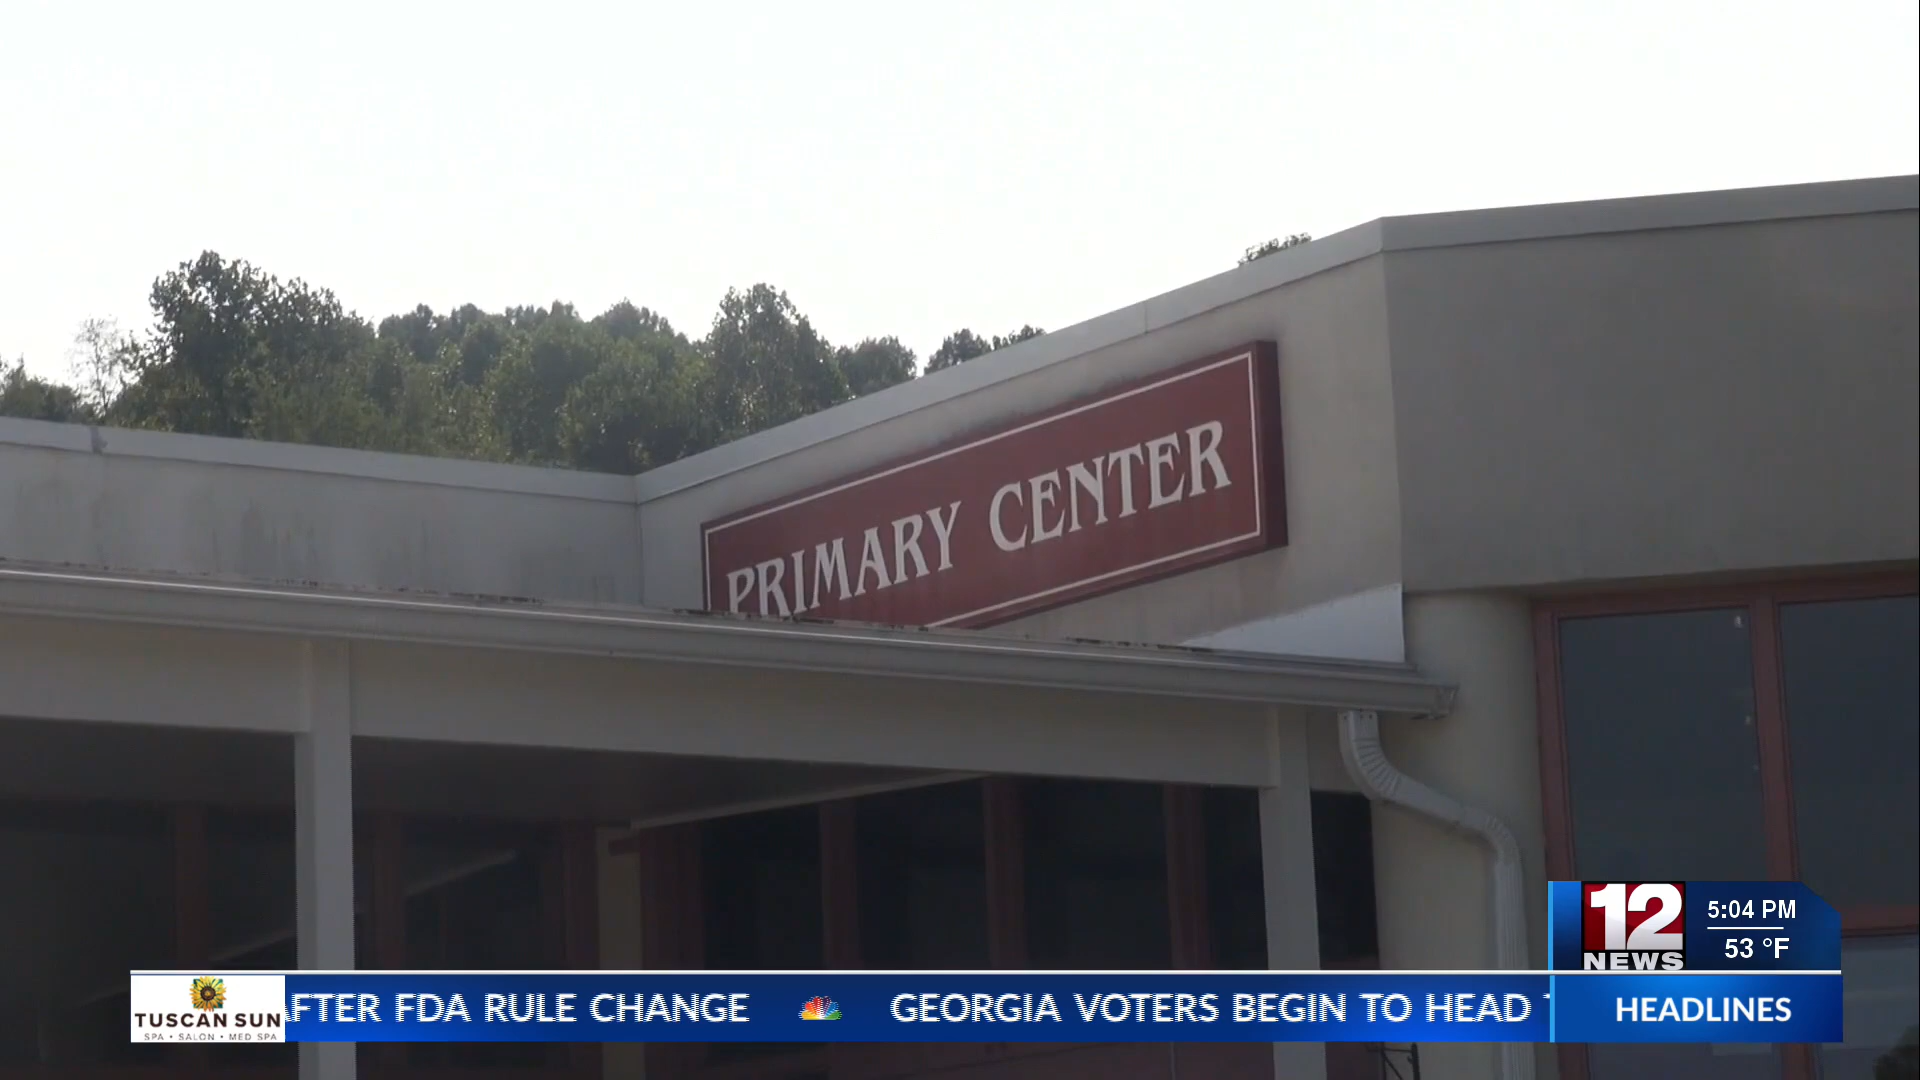 PRIMARY CENTER
12
NEWS
5:04 PM
53 °F
TUSCAN SUN
SPA • SALON • MED SPA
AFTER FDA RULE CHANGE
GEORGIA VOTERS BEGIN TO HEAD
HEADLINES